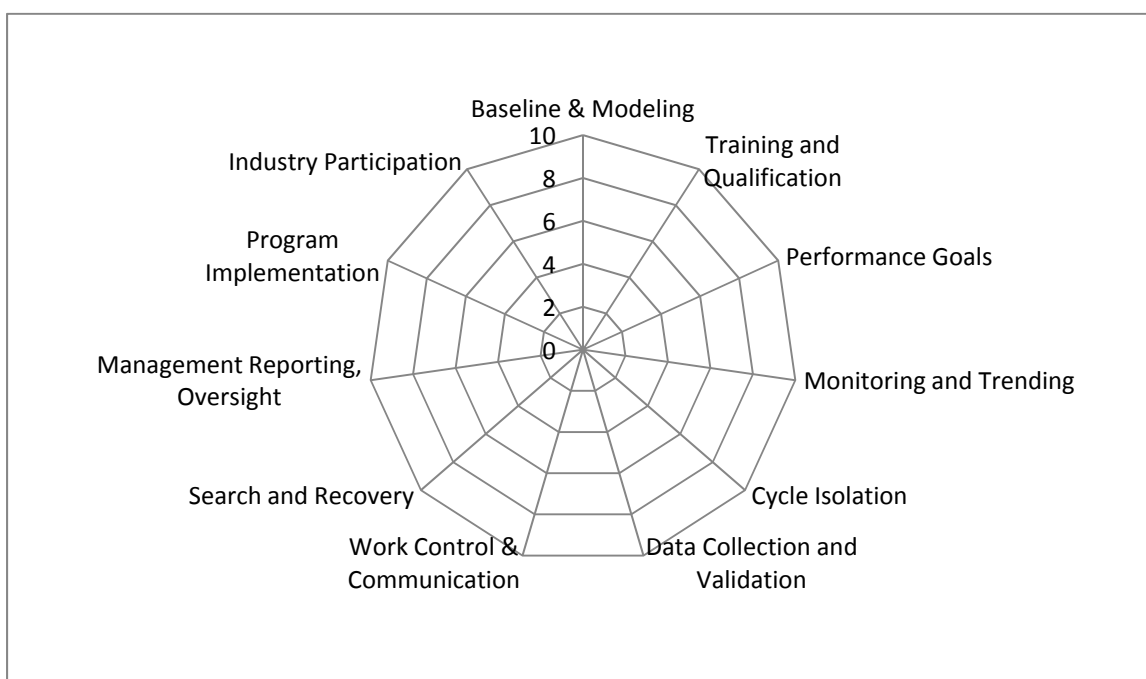 Baseline & Modeling
10
8
6
4
2
0
Training and
Qualification
Performance Goals
Monitoring and Trending
Cycle Isolation
Data Collection and
Validation
Work Control &
Communication
Search and Recovery
Management Reporting,
Oversight
Program
Implementation
Industry Participation